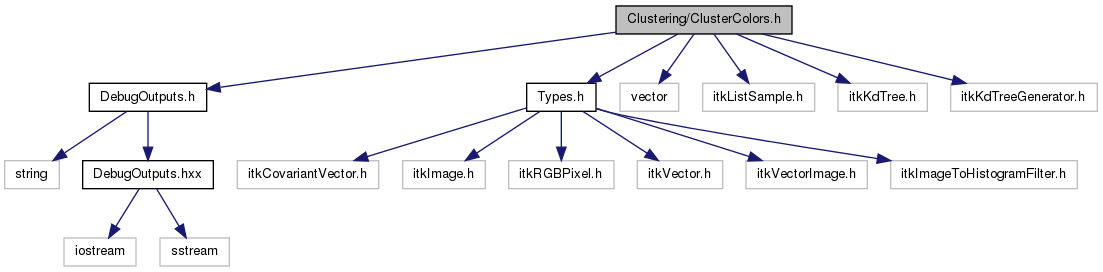 Clustering/ClusterColors.h
DebugOutputs.h
Types.h
vector
itkListSample.h
itkKdTree.h
itkKdTreeGenerator.h
string
DebugOutputs.hxx
itkCovariantVector.h
itkImage.h
itkRGBPixel.h
itkVector.h
itkVectorImage.h
itkImageToHistogramFilter.h
iostream
sstream